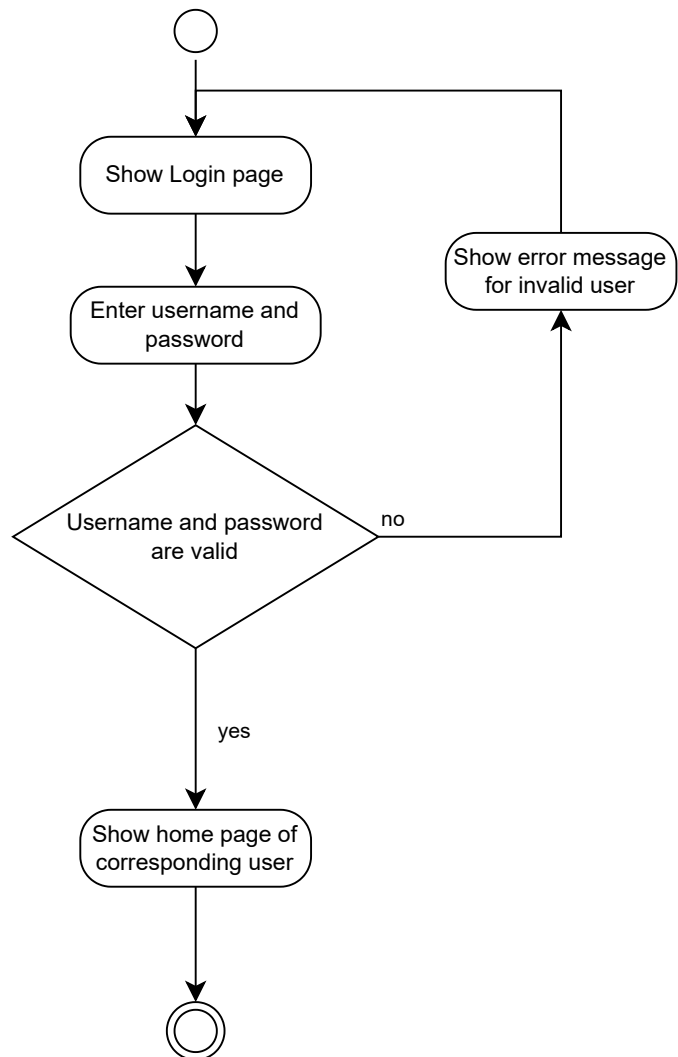 Show Login page
Show error message
for invalid user
Enter username and
password
Username and password
are valid
no
yes
Show home page of
corresponding user